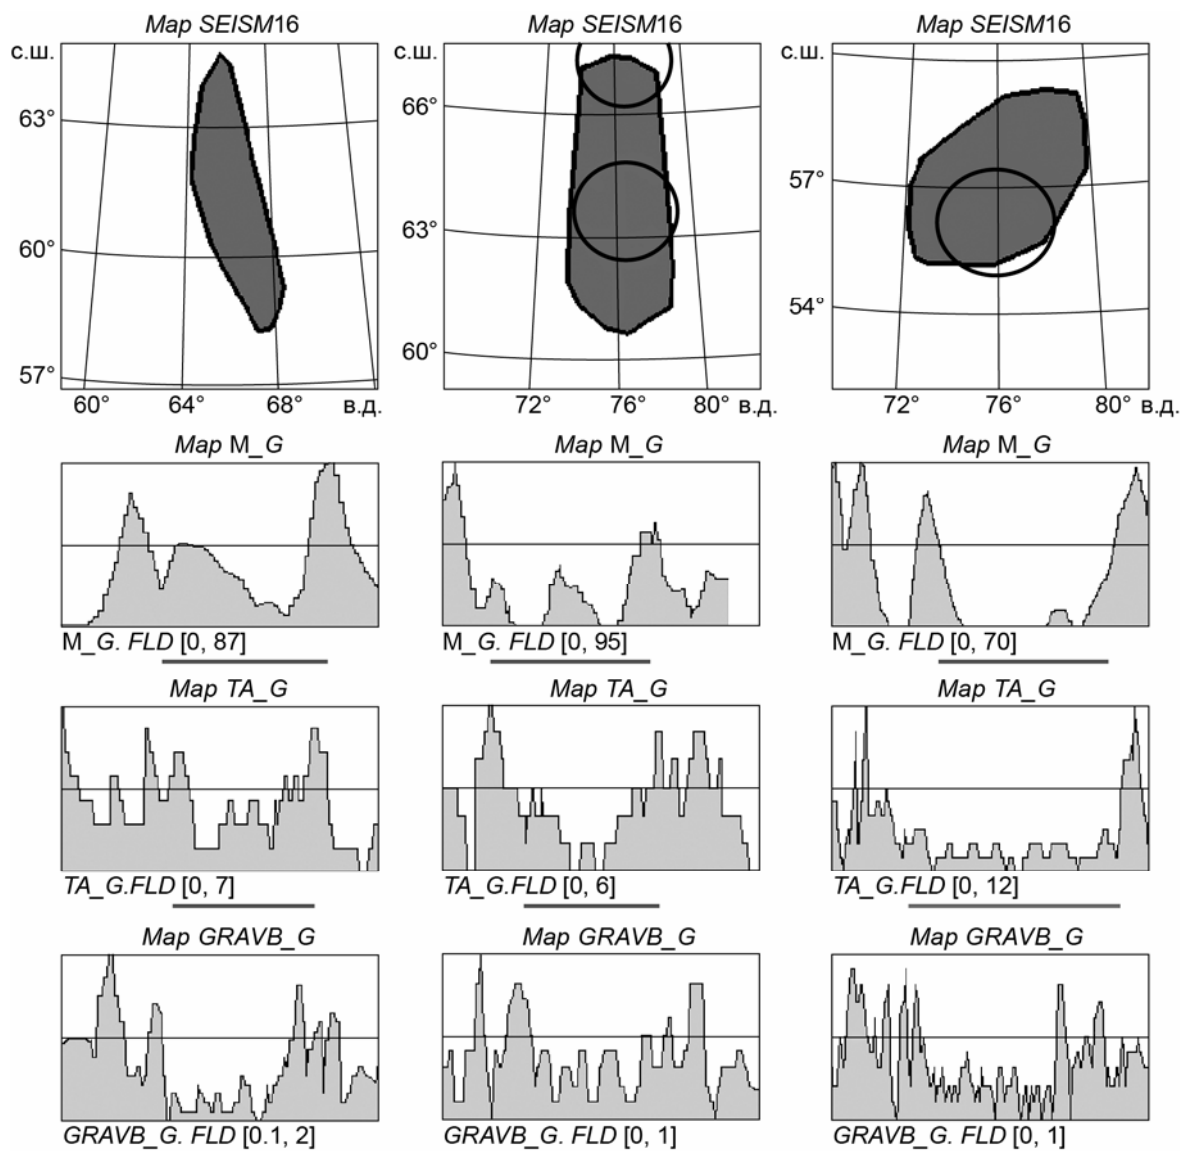 Map SEISM16 Map SEISM16 Map SEISM16
с.ш. с.ш. с.ш.
63° 66° 57°
60° 63° 54°
57° 60°
60° 64° 68° в.д. 72° 76° 80° в.д. 72° 76° 80° в.д.
Map M_G Map M_G Map M_G
M_G. FLD [0, 87] M_G. FLD [0, 95] M_G. FLD [0, 70]
Map TA_G Map TA_G Map TA_G
TA_G.FLD [0, 7] TA_G.FLD [0, 6] TA_G.FLD [0, 12]
Map GRAVB_G Map GRAVB_G Map GRAVB_G
GRAVB_G. FLD [0.1, 2] GRAVB_G. FLD [0, 1] GRAVB_G. FLD [0, 1]